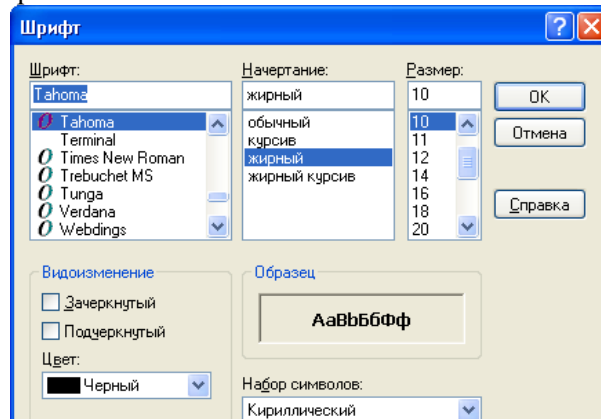 Шрифт
Шрифт:
Tahoma
Tahoma
Terminal
Times New Roman
Trebuchet MS
Tunga
Verdana
Webdings
Начертание:
жирный
обычный
курсив
жирный
жирный курсив
Размер:
10
10
11
12
14
16
18
20
OK
Отмена
Справка
Видоизменение
Зачеркнутый
Подчеркнутый
Цвет:
Черный
Образец
АаВbБбФф
Набор символов:
Кириллический